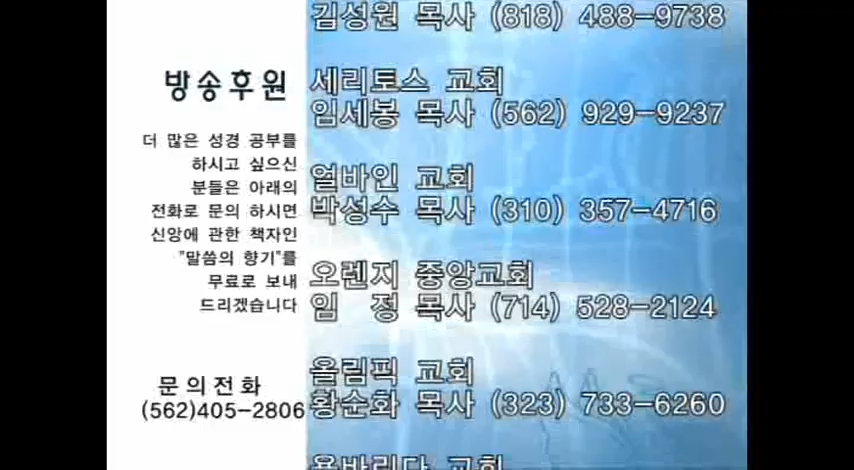 방송후원
더 많은 성경 공부를
하시고 싶으신
분들은 아래의
전화로 문의 하시면
신앙에 관한 책자인
"말씀의 향기"를
무료로 보내
드리겠습니다
문의전화
(562)405-2806
김성원 목사 (818) 488-9738
세리토스 교회
임세봉 목사 (562) 929-9237
얼바인 교회
박성수 목사 (310) 357-4716
오렌지 중앙교회
임 정 목사 (714) 528-2124
올림픽 교회
황순화 목사 (323) 733-6260
교회